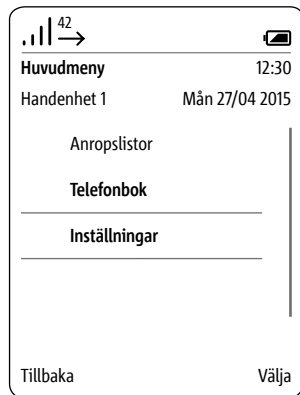 42
Huvudmeny 12:30
Handenhet 1 Mån 27/04 2015
Anropslistor
Telefonbok
Inställningar
Tillbaka Välja